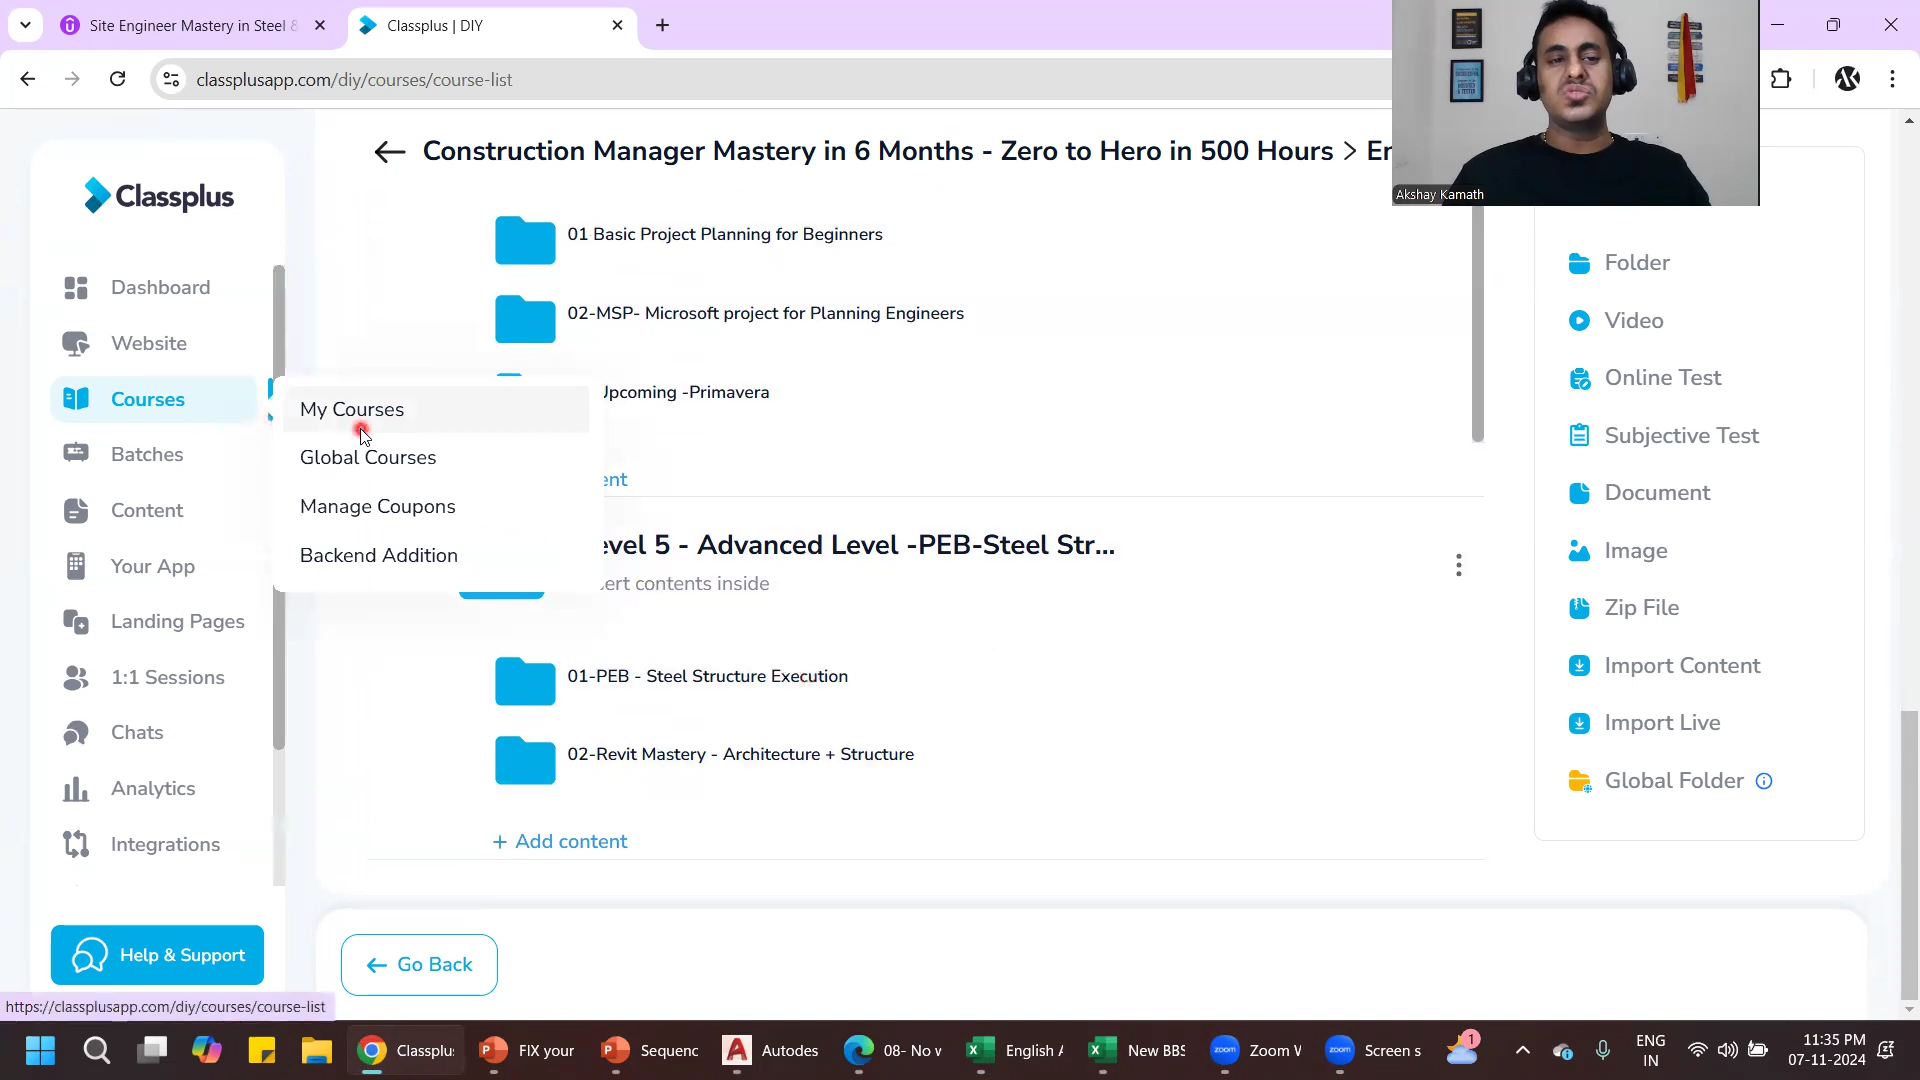 Site Engineer Mastery in Steel &
Classplus | DIY
classplusapp.com/diy/courses/course-list
Akshay Kamath
Classplus
Dashboard
Website
Courses
Batches
Content
Your App
Landing Pages
1:1 Sessions
Chats
Analytics
Integrations
Help & Support
https://classplusapp.com/diy/courses/course-list
My Courses
Global Courses
Manage Coupons
Backend Addition
Construction Manager Mastery in 6 Months - Zero to Hero in 500 Hours >
01 Basic Project Planning for Beginners
02-MSP- Microsoft project for Planning Engineers
Upcoming -Primavera
evel 5 - Advanced Level -PEB-Steel Str...
ert contents inside
01-PEB - Steel Structure Execution
02-Revit Mastery - Architecture + Structure
+ Add content
Go Back
Folder
Video
Online Test
Subjective Test
Document
Image
Zip File
Import Content
Import Live
Global Folder
Classplus
FIX your
Sequenc
Autodes
08- No v
English
New BBS
Zoom
Screen s
1
ENG
IN
11:35 PM
07-11-2024